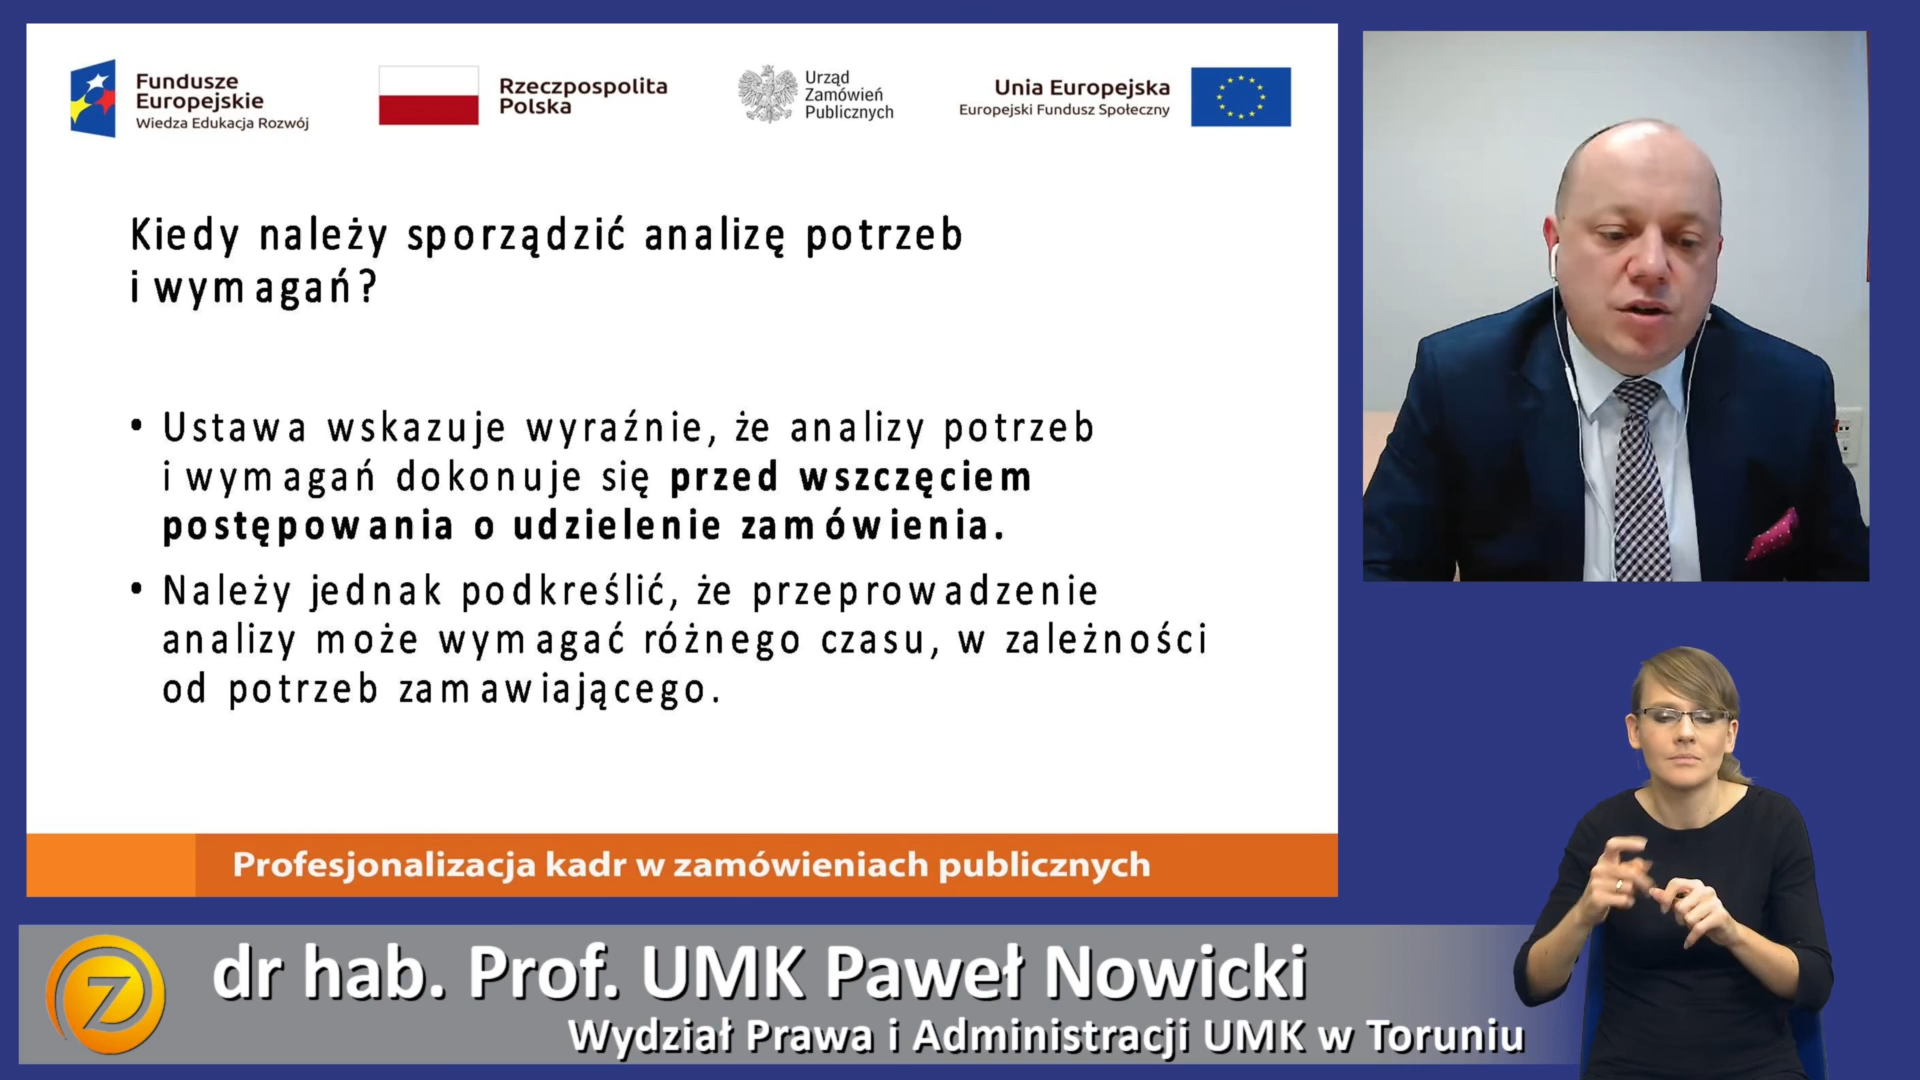 Fundusze
Europejskie
Wiedza Edukacja Rozwój
Rzeczpospolita
Polska
Urząd
Zamówień
Publicznych
Unia Europejska
Europejski Fundusz Społeczny
Kiedy należy sporządzić analizę potrzeb
i wymagań?
• Ustawa wskazuje wyraźnie, że analizy potrzeb
i wymagań dokonuje się przed wszczęciem
postępowania o udzielenie zamówienia.
• Należy jednak podkreślić, że przeprowadzenie
analizy może wymagać różnego czasu, w zależności
od potrzeb zamawiającego.
Profesjonalizacja kadr w zamówieniach publicznych
dr hab. Prof. UMK Paweł Nowicki
Wydział Prawa i Administracji UMK w Toruniu